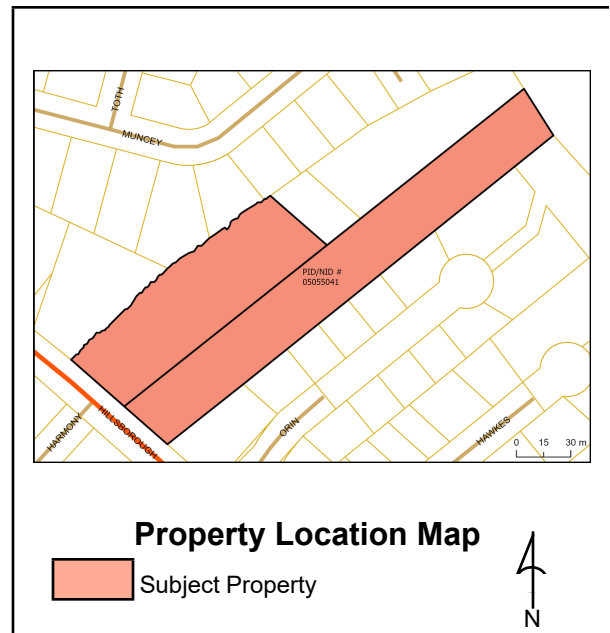 TOTH
MUNCEY
PID/NID #
05055041
HARMONY
HILLSBOROUGH
ORIN
HAWKES
0 15 30 m
Property Location Map
Subject Property
N